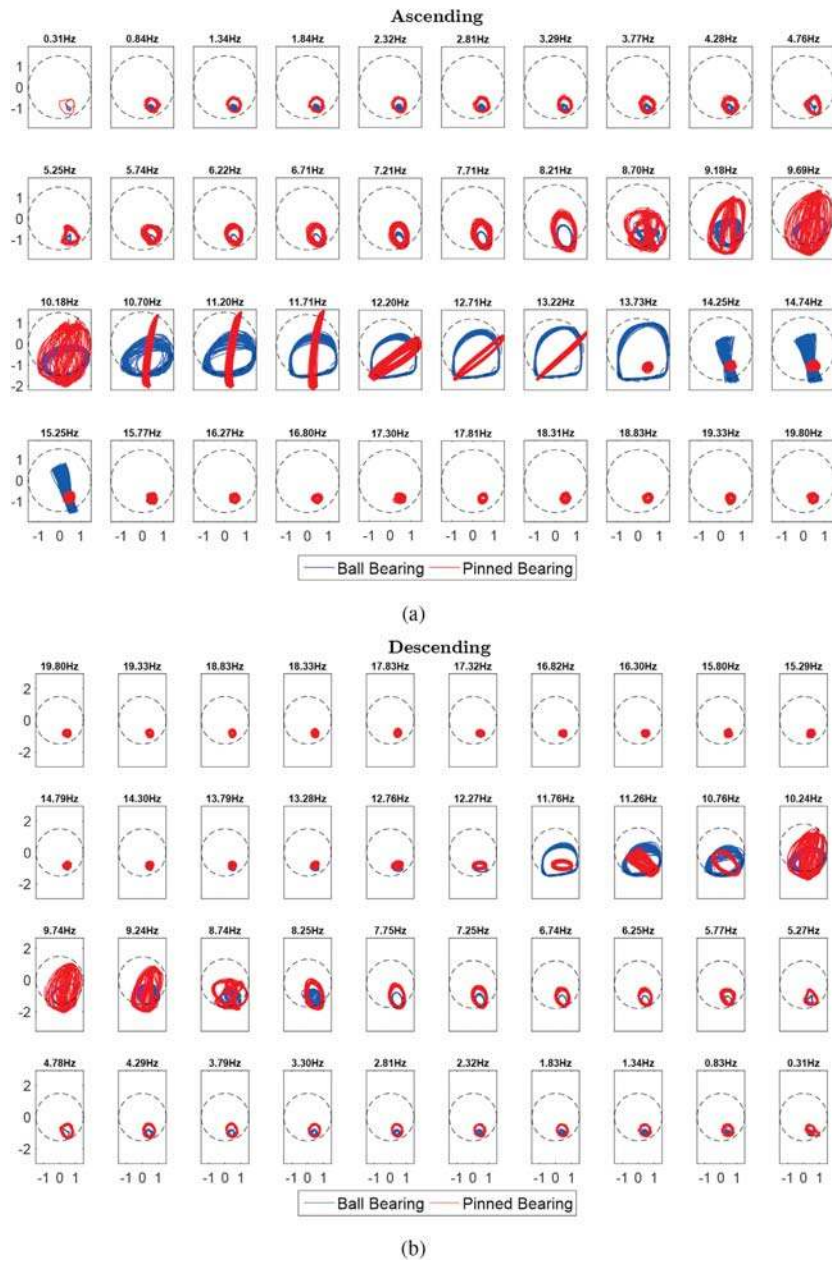 Ascending
0.31Hz 0.84Hz 1.34Hz 1.84Hz 2.32Hz 2.81Hz 3.29Hz 3.77Hz 4.28Hz 4.76Hz
1
0
-1
5.25Hz 5.74Hz 6.22Hz 6.71Hz 7.21Hz 7.71Hz 8.21Hz 8.70Hz 9.18Hz 9.69Hz
1
0
-1
10.18Hz 10.70Hz 11.20Hz 11.71Hz 12.20Hz 12.71Hz 13.22Hz 13.73Hz 14.25Hz 14.74Hz
1
0
-1
-2
15.25Hz 15.77Hz 16.27Hz 16.80Hz 17.30Hz 17.81Hz 18.31Hz 18.83Hz 19.33Hz 19.80Hz
1
0
-1
-1 0 1 -1 0 1 -1 0 1 -1 0 1 -1 0 1 -1 0 1 -1 0 1 -1 0 1 -1 0 1 -1 0 1
Ball Bearing Pinned Bearing
(a)
Descending
19.80Hz 19.33Hz 18.83Hz 18.33Hz 17.83Hz 17.32Hz 16.82Hz 16.30Hz 15.80Hz 15.29Hz
2
0
-2
14.79Hz 14.30Hz 13.79Hz 13.28Hz 12.76Hz 12.27Hz 11.76Hz 11.26Hz 10.76Hz 10.24Hz
2
0
-2
9.74Hz 9.24Hz 8.74Hz 8.25Hz 7.75Hz 7.25Hz 6.74Hz 6.25Hz 5.77Hz 5.27Hz
2
0
-2
4.78Hz 4.29Hz 3.79Hz 3.30Hz 2.81Hz 2.32Hz 1.83Hz 1.34Hz 0.83Hz 0.31Hz
2
0
-2
-1 0 1 -1 0 1 -1 0 1 -1 0 1 -1 0 1 -1 0 1 -1 0 1 -1 0 1 -1 0 1 -1 0 1
Ball Bearing Pinned Bearing
(b)